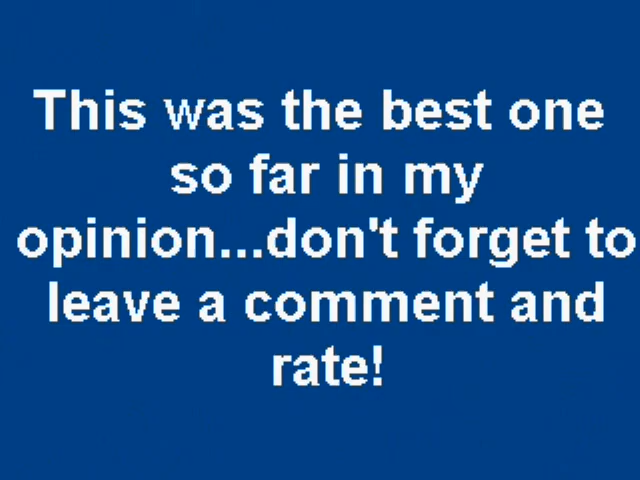 This was the best one
so far in my
opinion...don't forget to
leave a comment and
rate!